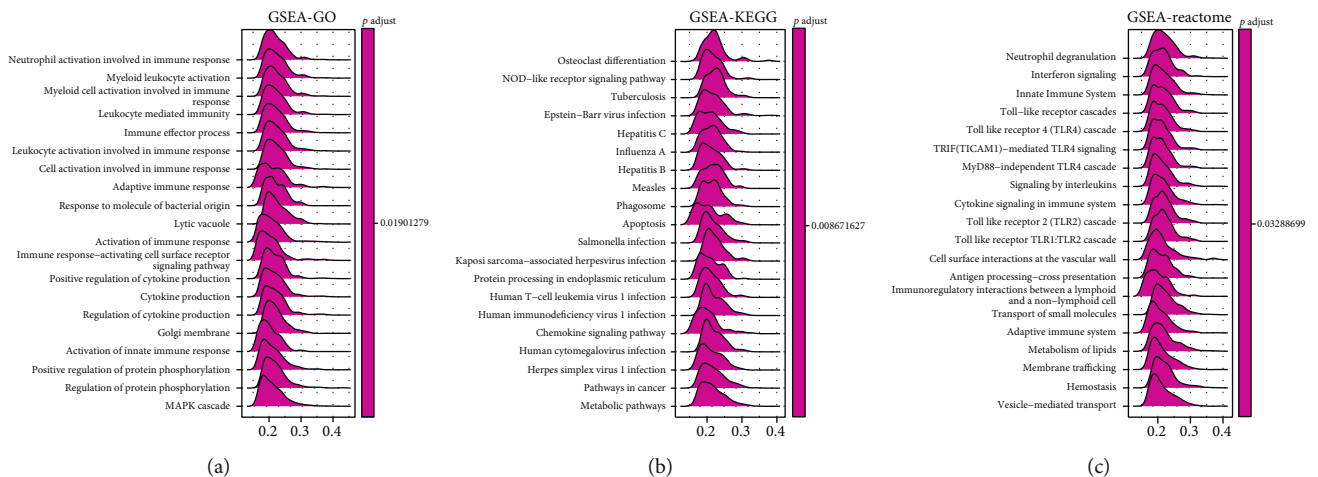 GSEA-GO
p adjust
Neutrophil activation involved in immune response
Myeloid leukocyte activation
Myeloid cell activation involved in immune
response
Leukocyte mediated immunity
Immune effector process
Leukocyte activation involved in immune response
Cell activation involved in immune response
Adaptive immune response
Response to molecule of bacterial origin
Lytic vacuole
Activation of immune response
Immune response−activating cell surface receptor
signaling pathway
Positive regulation of cytokine production
Cytokine production
Regulation of cytokine production
Golgi membrane
Activation of innate immune response
Positive regulation of protein phosphorylation
Regulation of protein phosphorylation
MAPK cascade
0.01901279
0.2 0.3 0.4
(a)
GSEA-KEGG
p adjust
Osteoclast differentiation
NOD−like receptor signaling pathway
Tuberculosis
Epstein−Barr virus infection
Hepatitis C
Influenza A
Hepatitis B
Measles
Phagosome
Apoptosis
Salmonella infection
Kaposi sarcoma−associated herpesvirus infection
Protein processing in endoplasmic reticulum
Human T−cell leukemia virus 1 infection
Human immunodeficiency virus 1 infection
Chemokine signaling pathway
Human cytomegalovirus infection
Herpes simplex virus 1 infection
Pathways in cancer
Metabolic pathways
0.008671627
0.2 0.3 0.4
(b)
GSEA-reactome
p adjust
Neutrophil degranulation
Interferon signaling
Innate Immune System
Toll−like receptor cascades
Toll like receptor 4 (TLR4) cascade
TRIF(TICAM1)−mediated TLR4 signaling
MyD88−independent TLR4 cascade
Signaling by interleukins
Cytokine signaling in immune system
Toll like receptor 2 (TLR2) cascade
Toll like receptor TLR1:TLR2 cascade
Cell surface interactions at the vascular wall
Antigen processing−cross presentation
Immunoregulatory interactions between a lymphoid
and a non−lymphoid cell
Transport of small molecules
Adaptive immune system
Metabolism of lipids
Membrane trafficking
Hemostasis
Vesicle−mediated transport
0.03288699
0.2 0.3 0.4
(c)